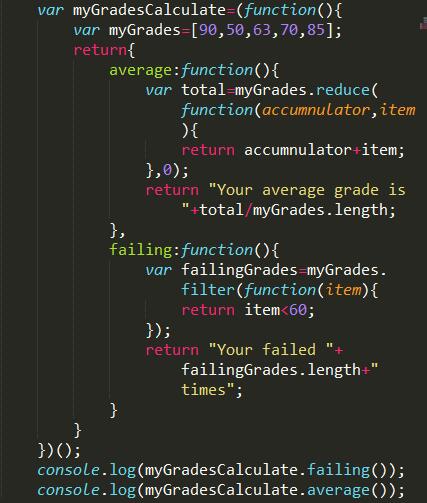 var myGradesCalculate=(function(){
var myGrades=[90,50,63,70,85];
return{
average:function(){
var total=myGrades.reduce(
function(accumnulator,item
){
return accumnulator+item;
},0);
return "Your average grade is
"+total/myGrades.length;
},
failing:function(){
var failingGrades=myGrades.
filter(function(item){
return item<60;
});
return "Your failed "+
failingGrades.length+"
times";
}
}
})();
console.log(myGradesCalculate.failing());
console.log(myGradesCalculate.average());